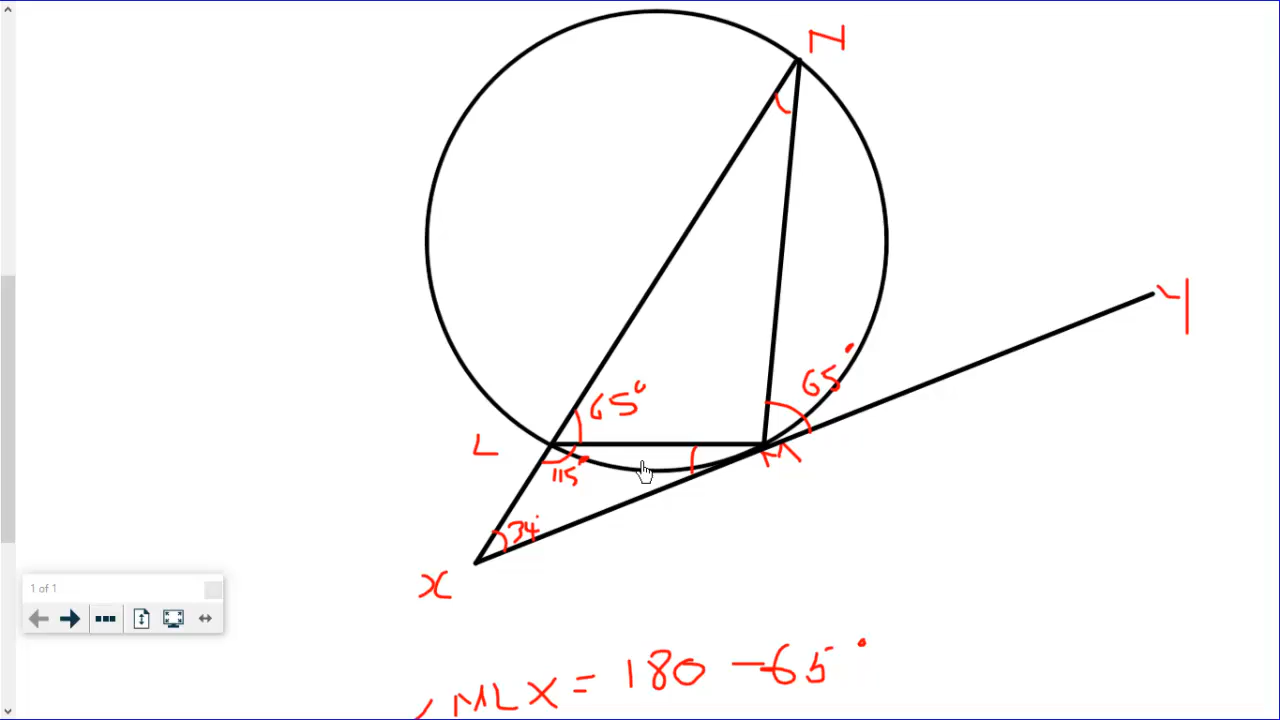 N
Y
65°
65°
L
M
115°
34°
X
1 of 1
∠MLX = 180 - 65°